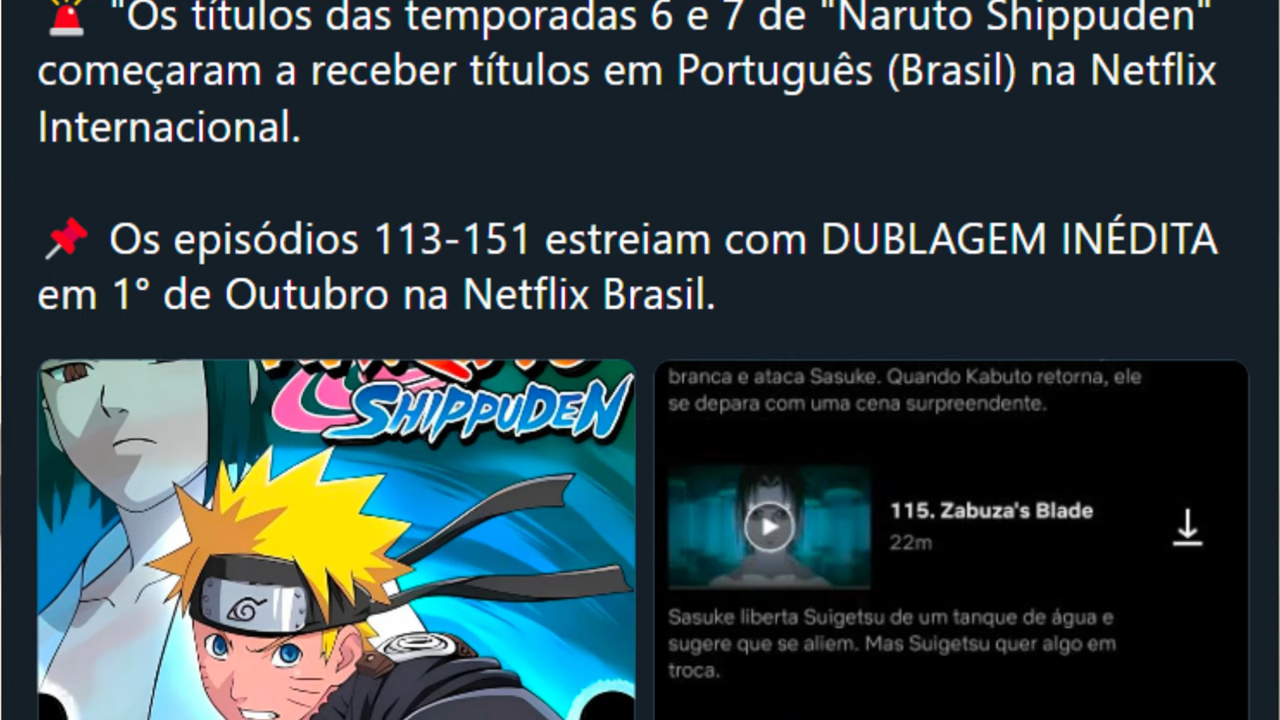 "Os títulos das temporadas 6 e 7 de "Naruto Shippuden"
começaram a receber títulos em Português (Brasil) na Netflix
Internacional.
Os episódios 113-151 estreiam com DUBLAGEM INÉDITA
em 1° de Outubro na Netflix Brasil.
SHIPPUDEN
branca e ataca Sasuke. Quando Kabuto retorna, ele
se depara com uma cena surpreendente.
115. Zabuza's Blade
22m
Sasuke liberta Suigetsu de um tanque de água e
sugere que se aliem. Mas Suigetsu quer algo em
troca.